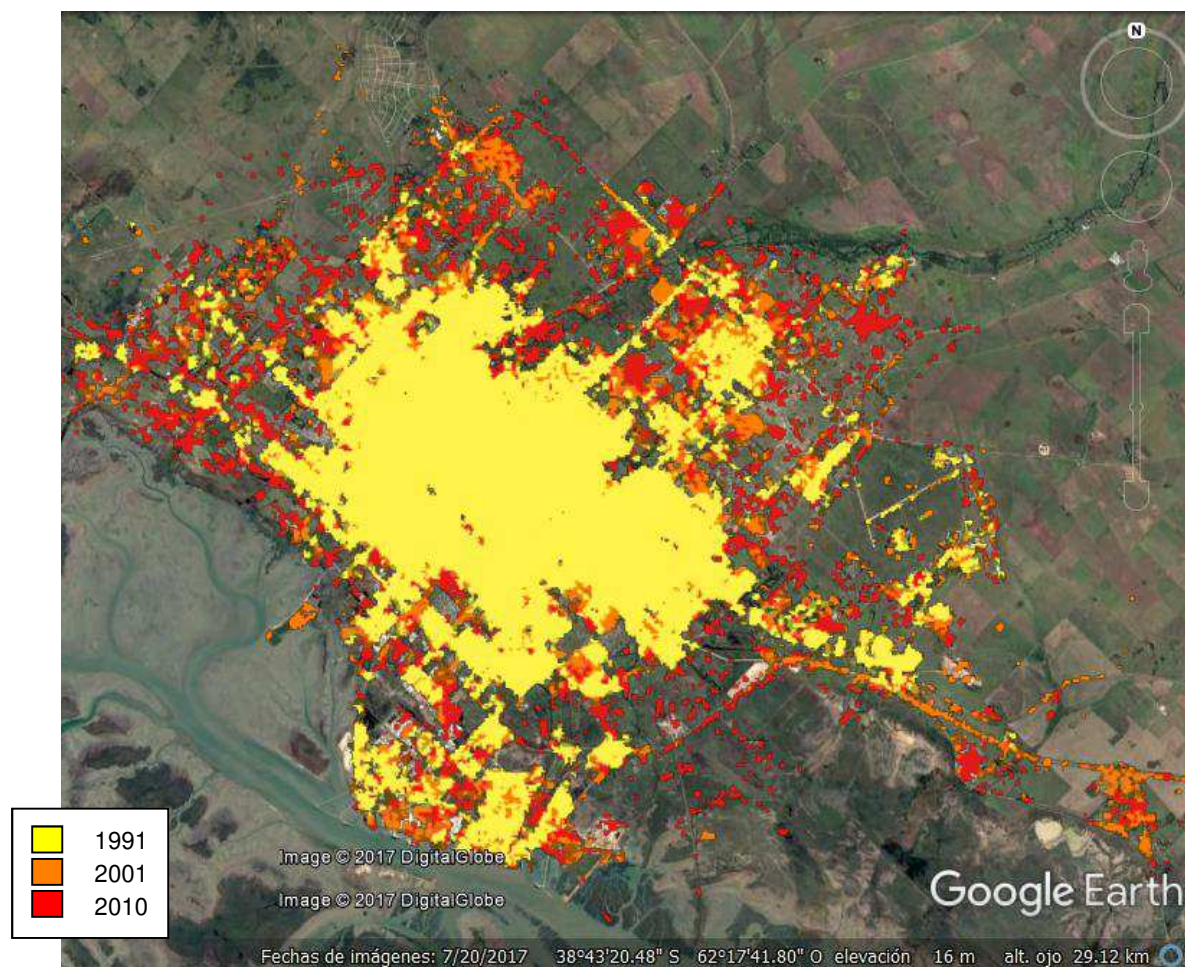 N
1991
2001
2010
Image © 2017 DigitalGlobe
Image © 2017 DigitalGlobe
Google Earth
Fechas de imágenes: 7/20/2017 38°43'20.48" S 62°17'41.80" O elevación 16 m alt. ojo 29.12 km